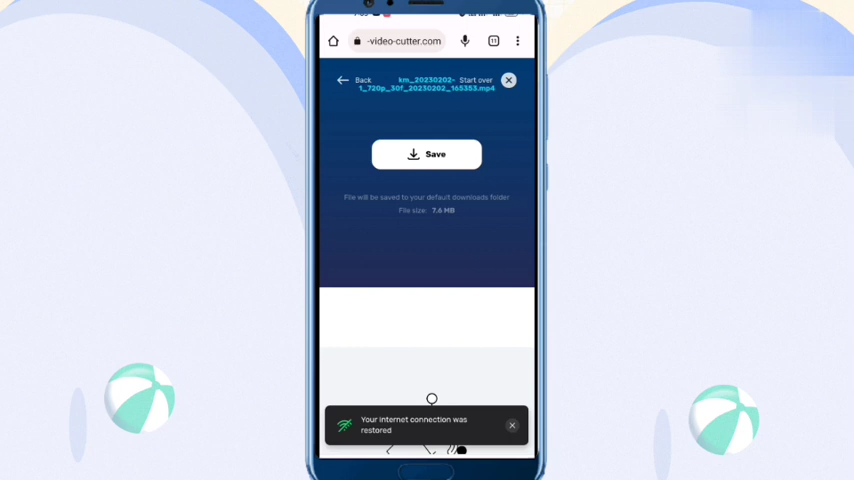 -video-cutter.com
11
Back
km_20230202-
1_720p_30f_20230202_165353.mp4
Start over
Save
File will be saved to your default downloads folder
File size: 7,6 MB
Your internet connection was
restored